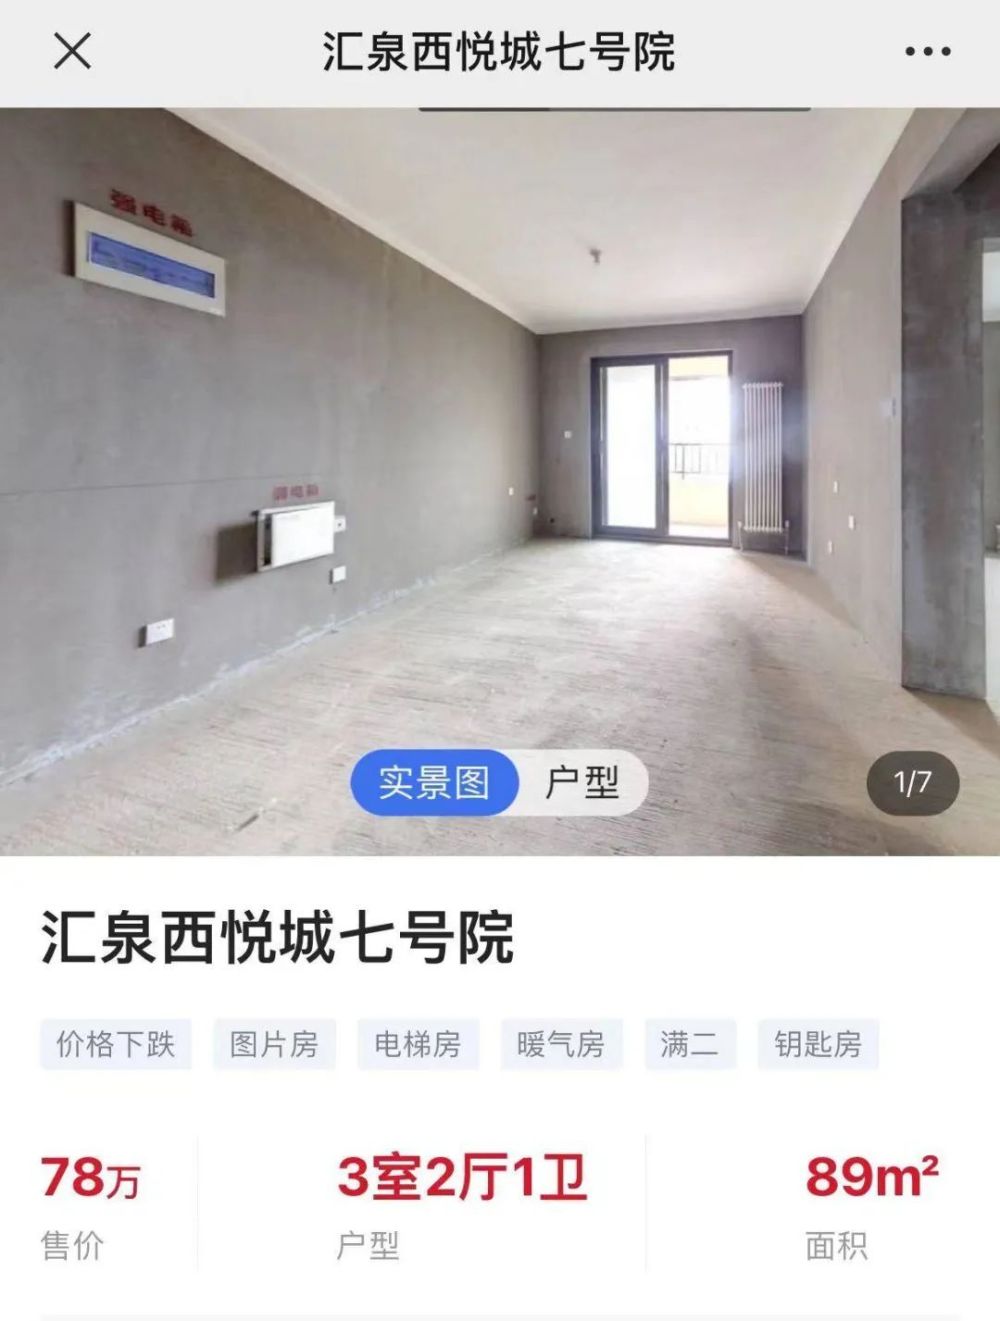 汇泉西悦城七号院
强电箱
弱电箱
实景图 户型
1/7
汇泉西悦城七号院
价格下跌 图片房 电梯房 暖气房 满二 钥匙房
78万 3室2厅1卫 89m²
售价 户型 面积